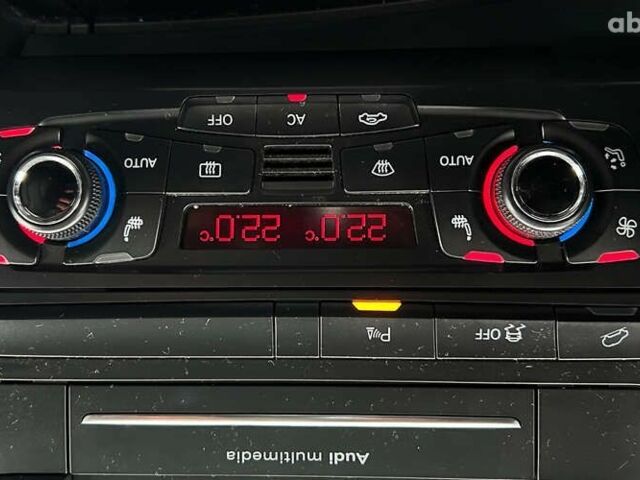 Audi multimedia
OFF P
22.0°C 22.0°C
AUTO AUTO
AC OFF
ab